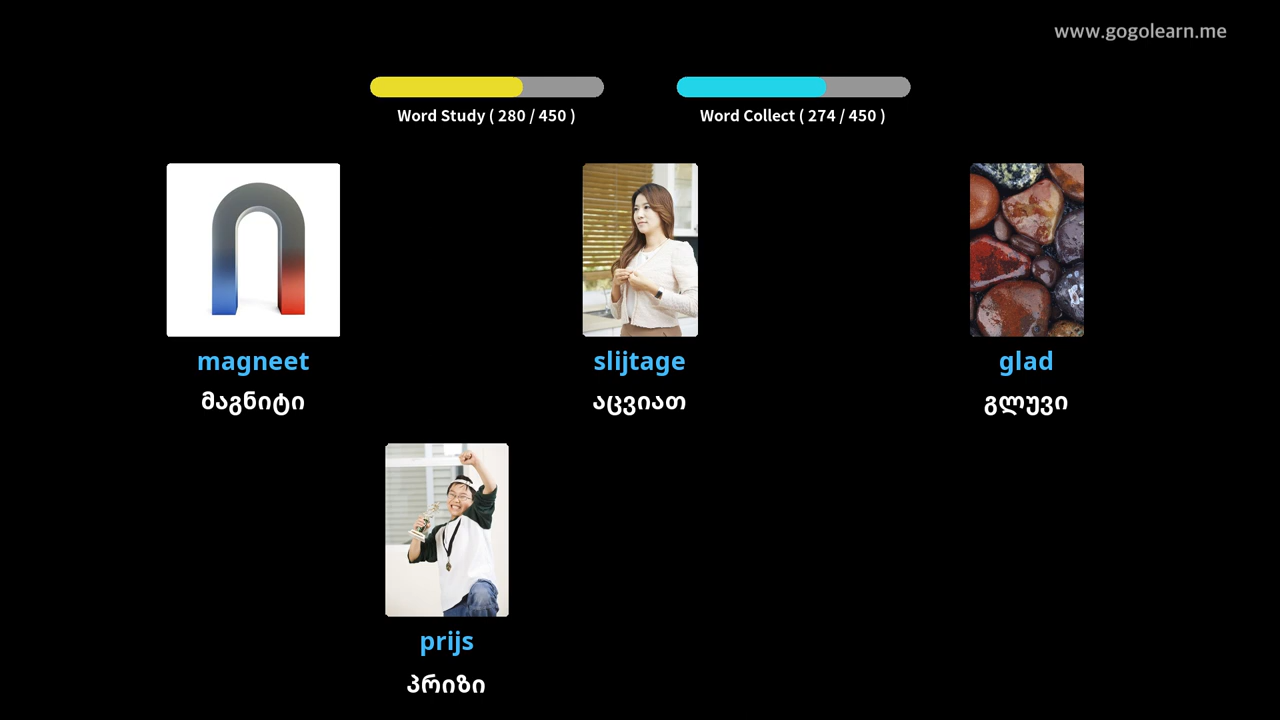 www.gogolearn.me
Word Study ( 280 / 450 )
Word Collect ( 274 / 450 )
magneet
slijtage
glad
მაგნიტი
აცვიათ
გლუვი
prijs
პრიზი